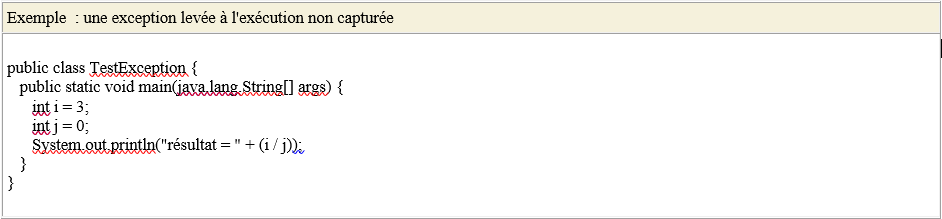 Exemple  : une exception levée à l'exécution non capturée
public class TestException {
public static void main(java.lang.String[] args) {
int i = 3;
int j = 0;
System.out.println("résultat = " + (i / j));
}
}